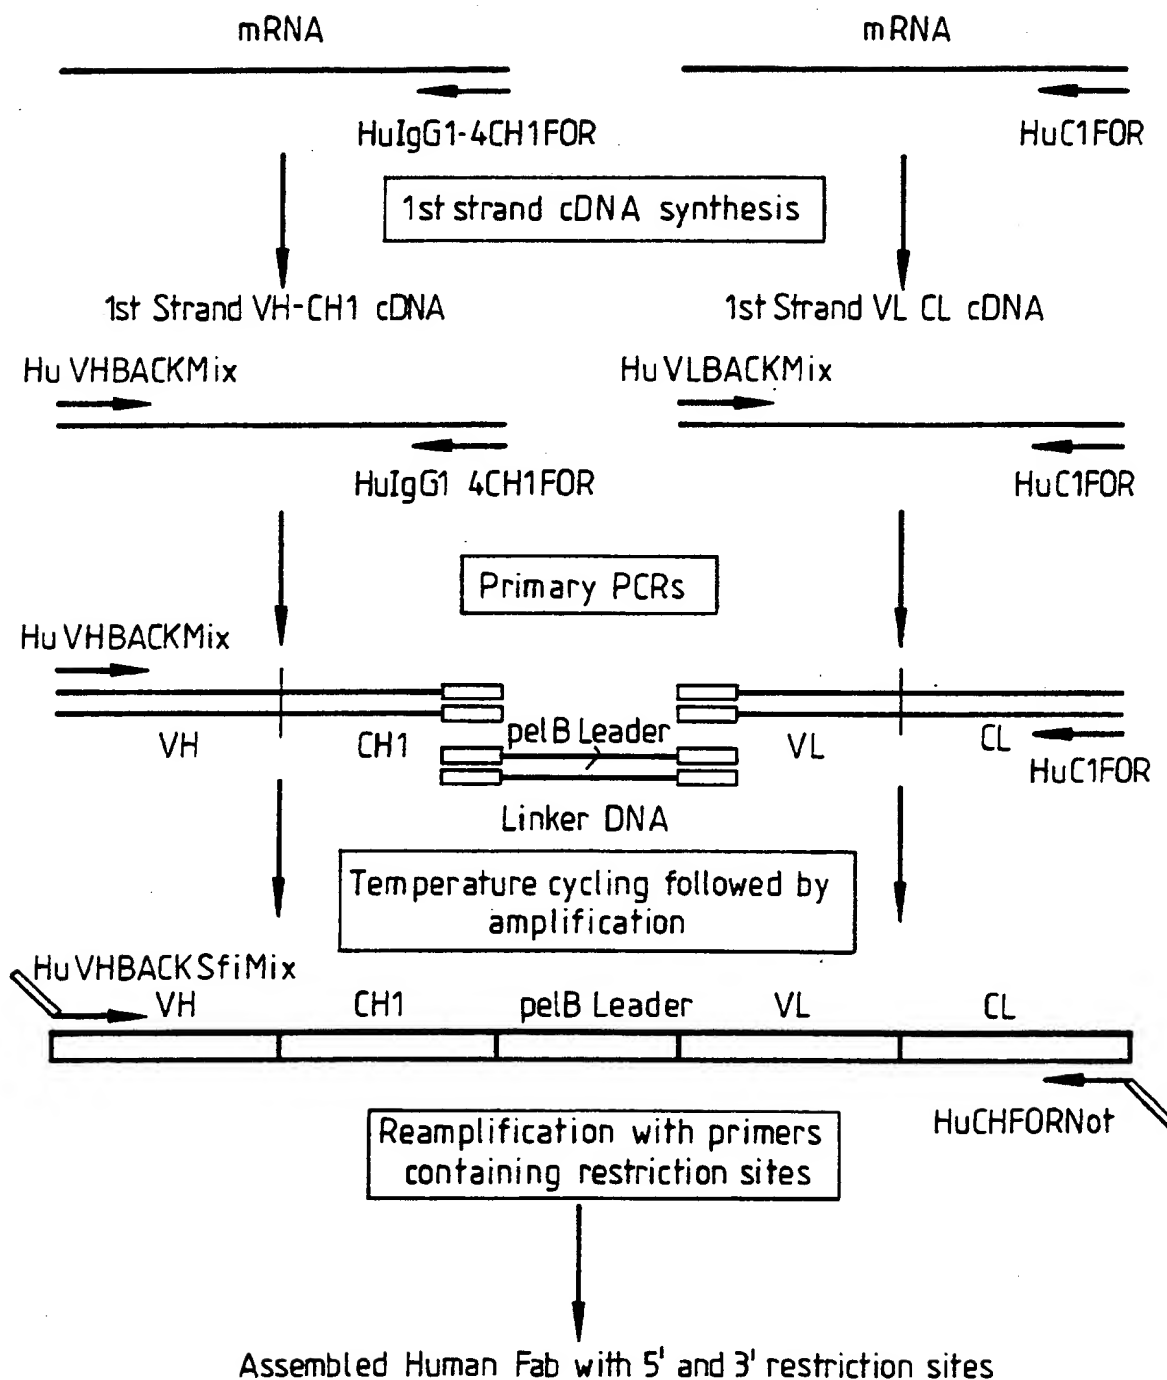 mRNA
mRNA
HuIgG1-4CH1FOR
HuC1FOR
1st strand cDNA synthesis
1st Strand VH-CH1 cDNA
1st Strand VL CL cDNA
Hu VHBACKMix
Hu VLBACKMix
HuIgG1 4CH1FOR
HuC1FOR
Primary PCRs
Hu VHBACKMix
VH
CH1
pelB Leader
VL
CL
HuC1FOR
Linker DNA
Temperature cycling followed by
amplification
HuVHBACKSfiMix
VH
CH1
pelB Leader
VL
CL
HuCHFORNot
Reamplification with primers
containing restriction sites
Assembled Human Fab with 5' and 3' restriction sites